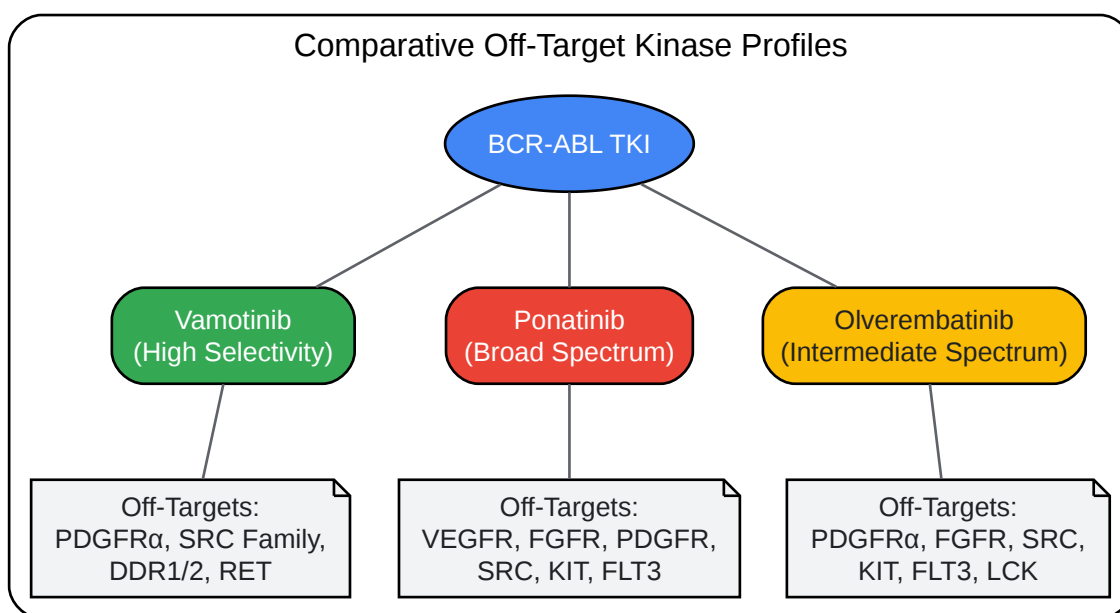 Comparative Off-Target Kinase Profiles
BCR-ABL TKI
Vamotinib
(High Selectivity)
Ponatinib
(Broad Spectrum)
Olverembatinib
(Intermediate Spectrum)
Off-Targets:
PDGFRα, SRC Family,
DDR1/2, RET
Off-Targets:
VEGFR, FGFR, PDGFR,
SRC, KIT, FLT3
Off-Targets:
PDGFRα, FGFR, SRC,
KIT, FLT3, LCK